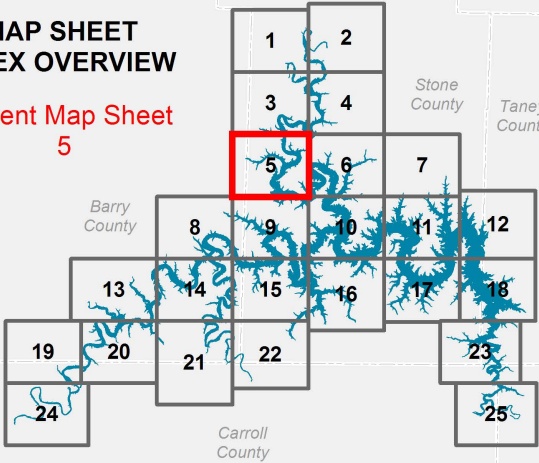 MAP SHEET
EX OVERVIEW
ent Map Sheet
5
1
2
3
4
Stone
County
Taney
County
5
6
7
Barry
County
8
9
10
11
12
13
14
15
16
17
18
19
20
21
22
23
24
25
Carroll
County